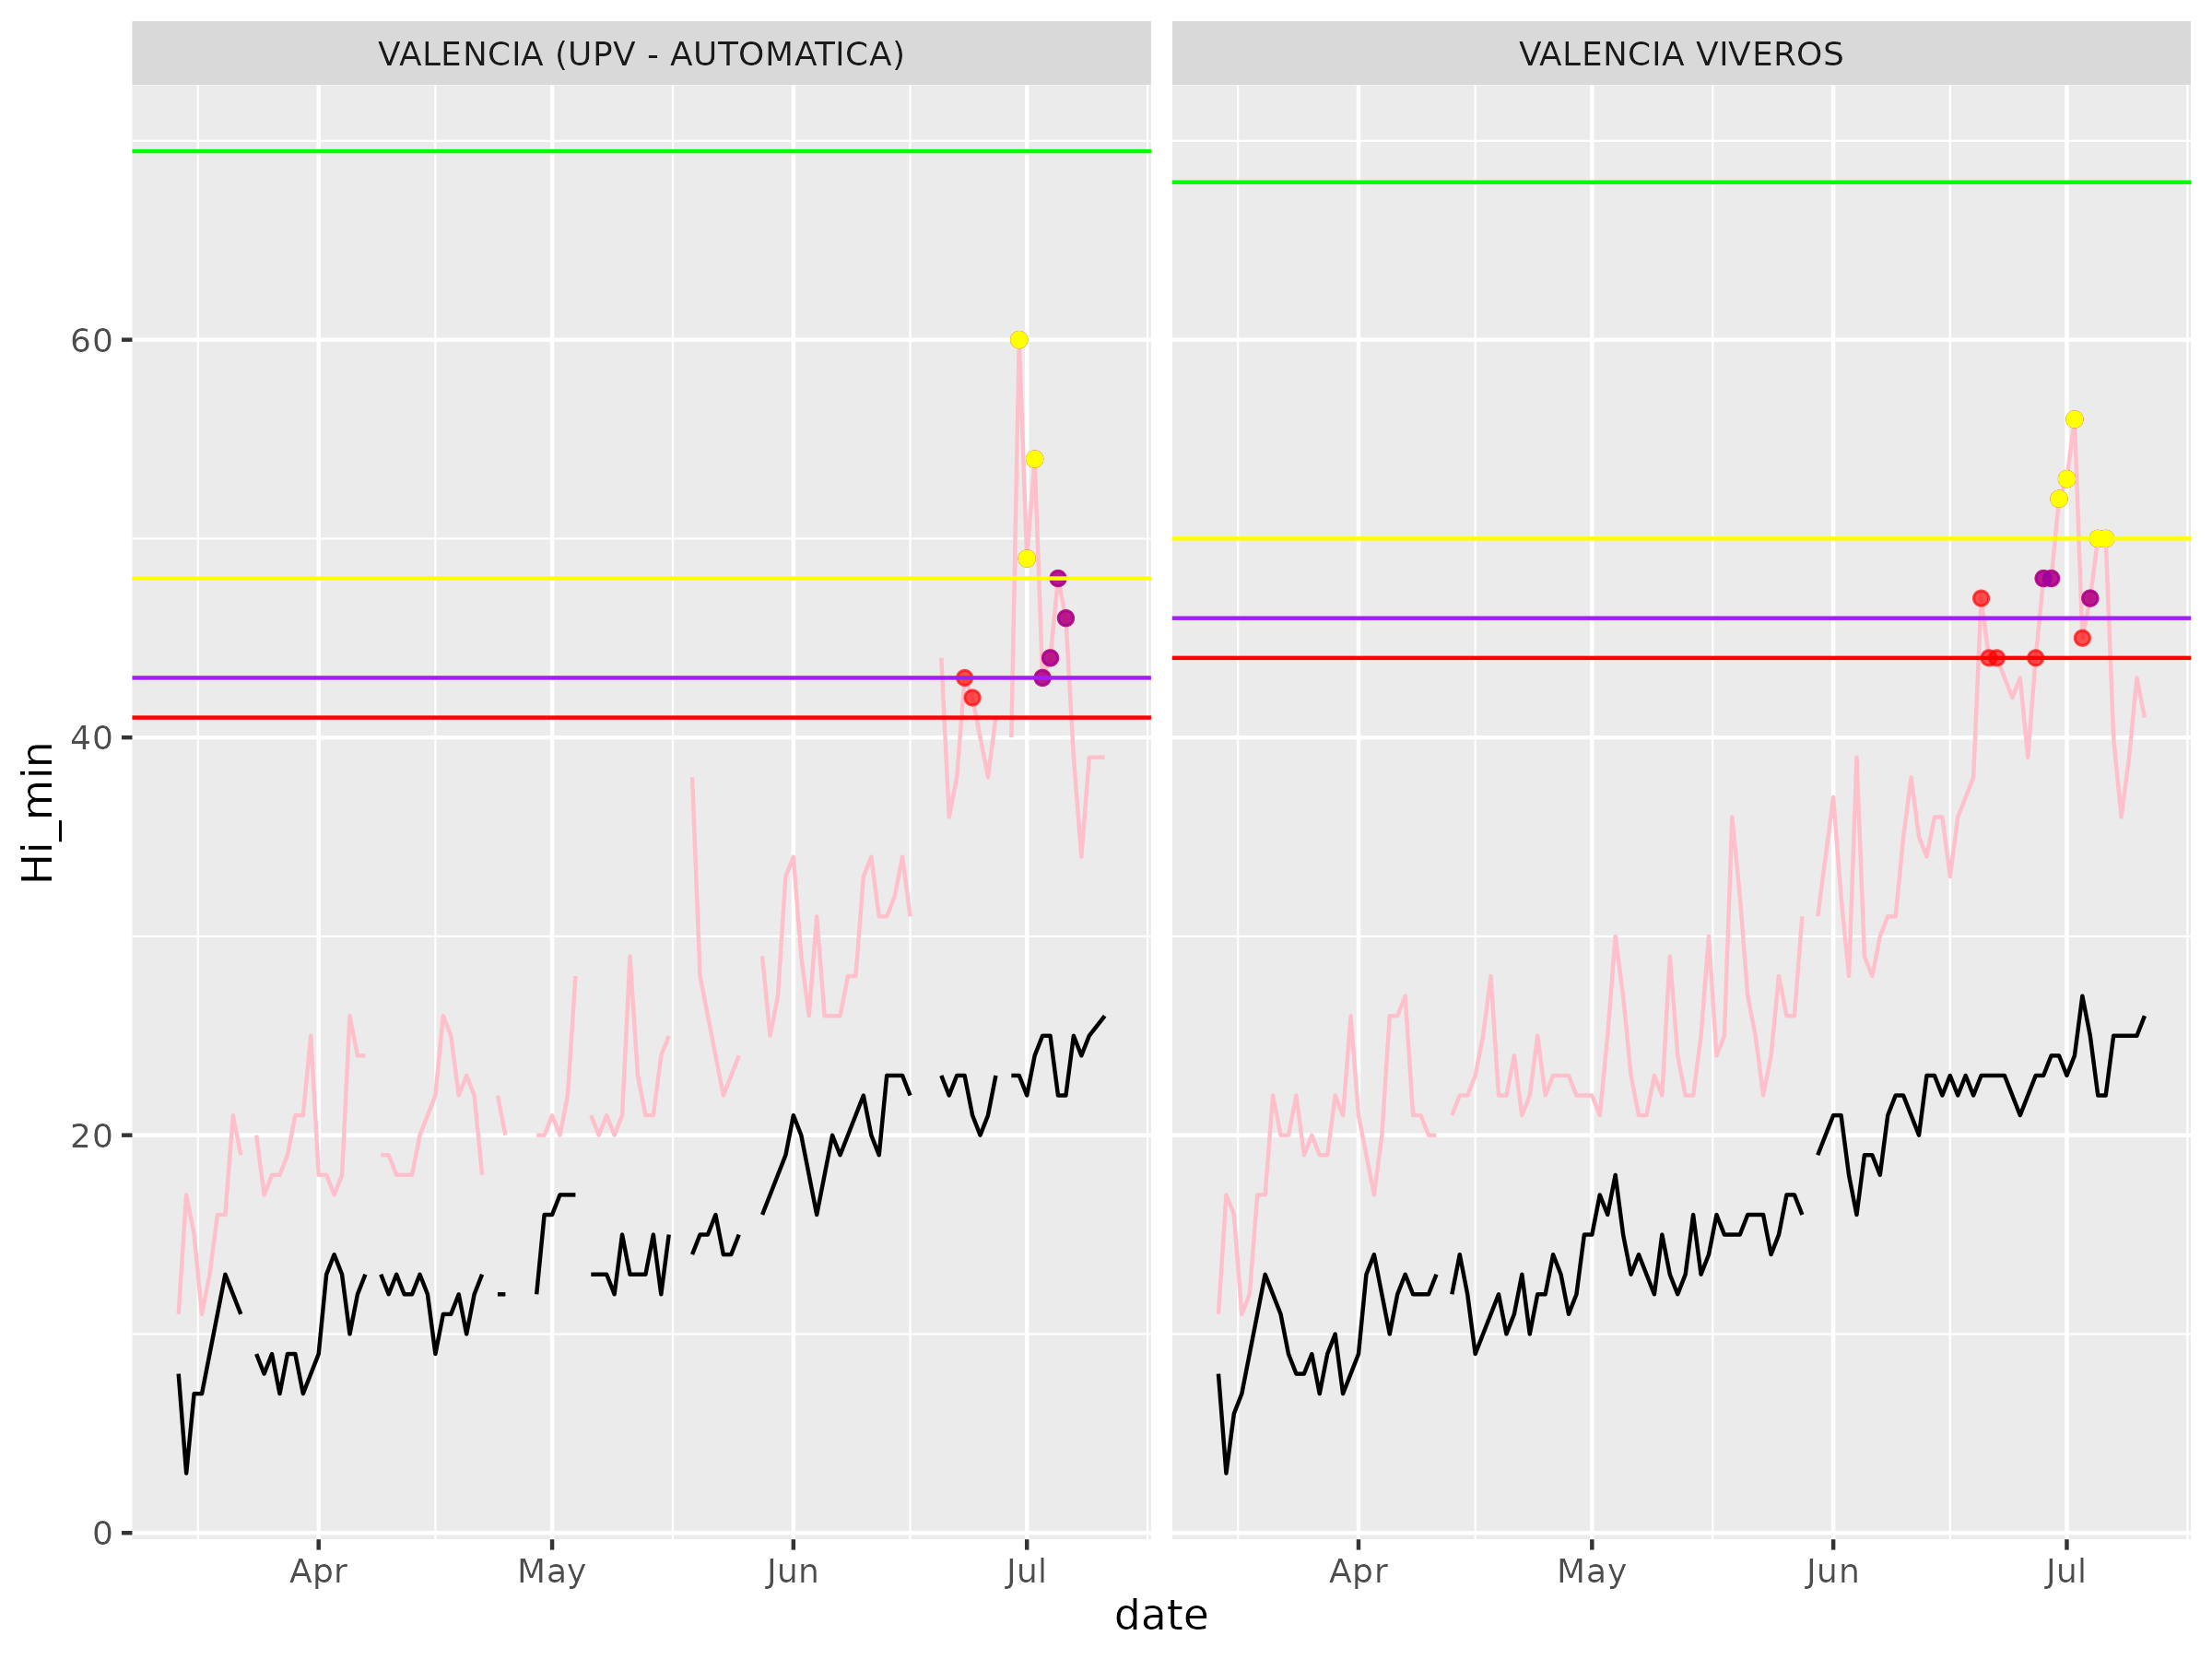 VALENCIA (UPV - AUTOMATICA)
VALENCIA VIVEROS
Hi_min
60
40
20
0
Apr
May
Jun
Jul
Apr
May
Jun
Jul
date